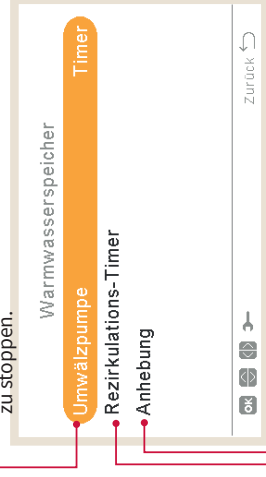 zu stoppen.
Warmwasserspeicher
Umwälzpumpe Timer
Rezirkulations-Timer
Anhebung
OK Zurück